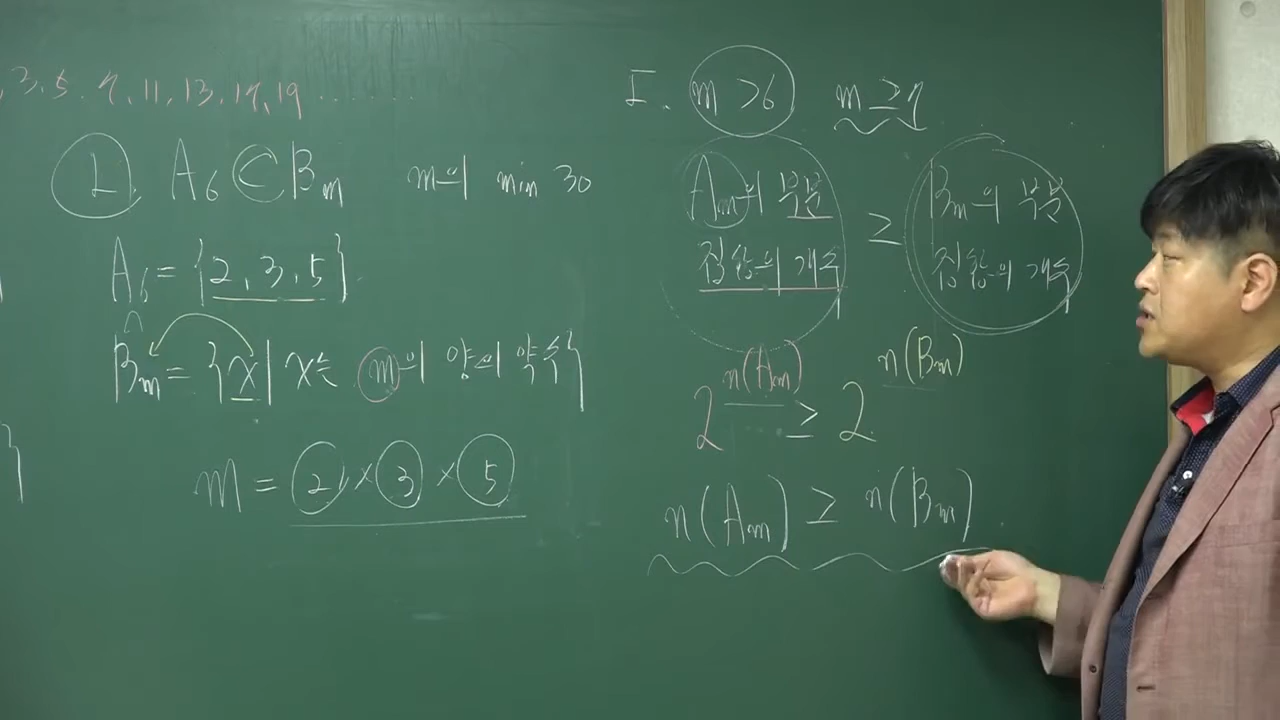 3, 5, 7, 11, 13, 17, 19 ........
ㄴ. A₆ ⊂ Bₘ m의 min 30
A₆ = {2, 3, 5}
Bₘ = {x | x는 m의 양의 약수}
m = 2 × 3 × 5
}
ㄷ. m > 6 m ≥ 7
Aₘ의 부분 ≥ Bₘ의 부분
집합의 개수 집합의 개수
2^n(Aₘ) ≥ 2^n(Bₘ)
n(Aₘ) ≥ n(Bₘ)